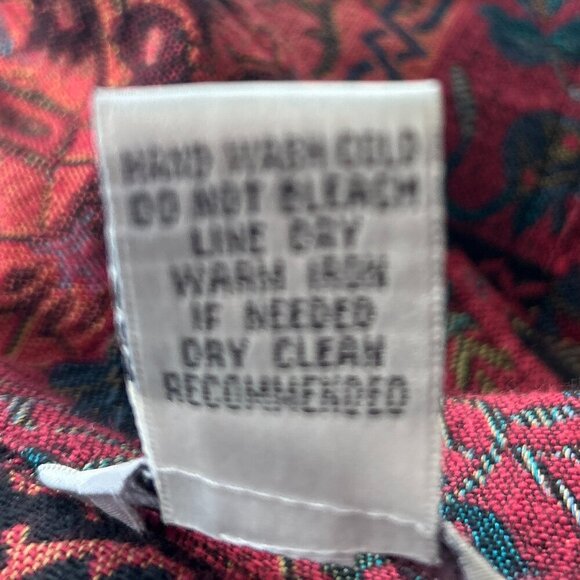 HAND WASH COLD
DO NOT BLEACH
LINE DRY
WARM IRON
IF NEEDED
DRY CLEAN
RECOMMENDED